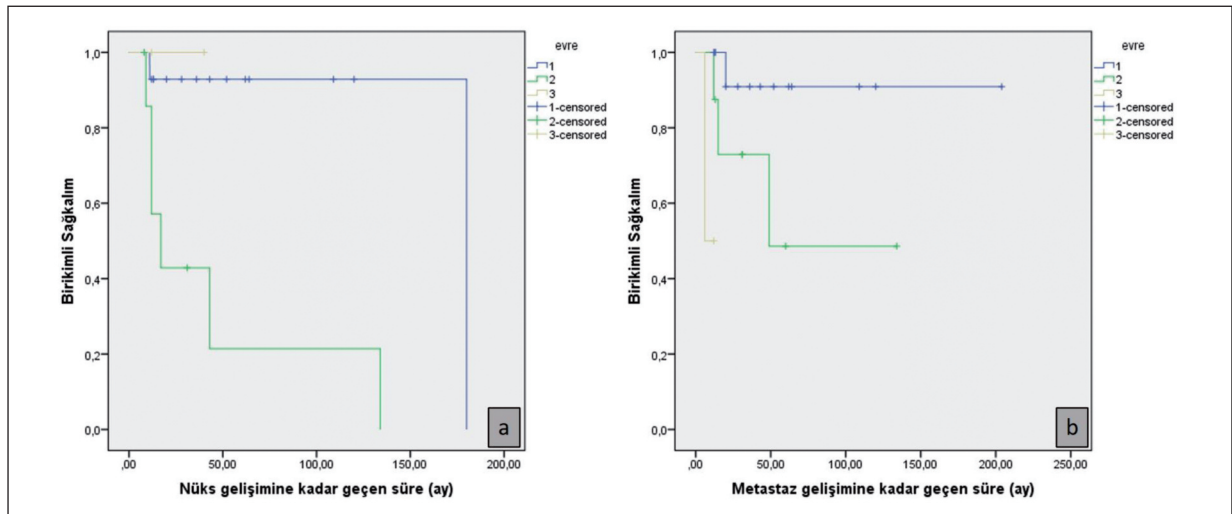 evre
1
2
3
1-censored
2-censored
3-censored
1,0
0,8
0,6
0,4
0,2
0,0
Birikimli Sağkalım
,00
50,00
100,00
150,00
200,00
Nüks gelişimine kadar geçen süre (ay)
a
evre
1
2
3
1-censored
2-censored
3-censored
1,0
0,8
0,6
0,4
0,2
0,0
Birikimli Sağkalım
,00
50,00
100,00
150,00
200,00
250,00
Metastaz gelişimine kadar geçen süre (ay)
b